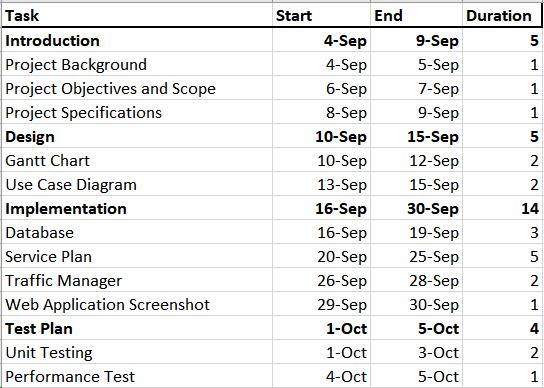 Task Start End Duration
Introduction 4-Sep 9-Sep 5
Project Background 4-Sep 5-Sep 1
Project Objectives and Scope 6-Sep 7-Sep 1
Project Specifications 8-Sep 9-Sep 1
Design 10-Sep 15-Sep 5
Gantt Chart 10-Sep 12-Sep 2
Use Case Diagram 13-Sep 15-Sep 2
Implementation 16-Sep 30-Sep 14
Database 16-Sep 19-Sep 3
Service Plan 20-Sep 25-Sep 5
Traffic Manager 26-Sep 28-Sep 2
Web Application Screenshot 29-Sep 30-Sep 1
Test Plan 1-Oct 5-Oct 4
Unit Testing 1-Oct 3-Oct 2
Performance Test 4-Oct 5-Oct 1